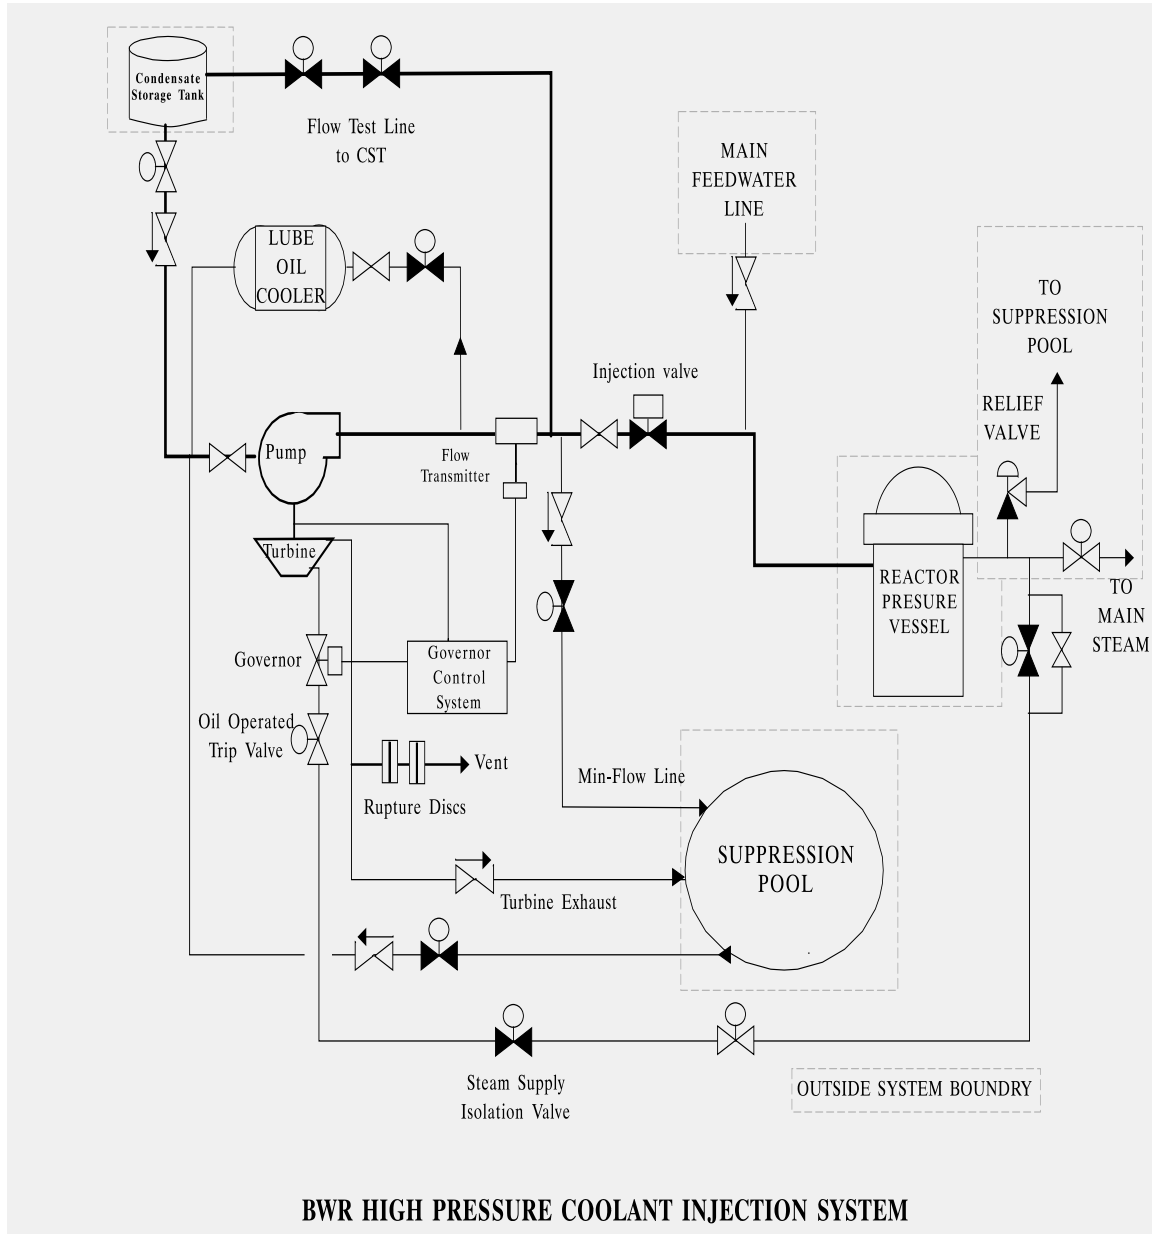 Condensate
Storage Tank
Flow Test Line
to CST
MAIN
FEEDWATER
LINE
LUBE
OIL
COOLER
TO
SUPPRESSION
POOL
Injection valve
RELIEF
VALVE
Pump
Flow
Transmitter
Turbine
REACTOR
PRESURE
VESSEL
TO
MAIN
STEAM
Governor
Governor
Control
System
Oil Operated
Trip Valve
Vent
Rupture Discs
Min-Flow Line
SUPPRESSION
POOL
Turbine Exhaust
Steam Supply
Isolation Valve
OUTSIDE SYSTEM BOUNDRY
BWR HIGH PRESSURE COOLANT INJECTION SYSTEM